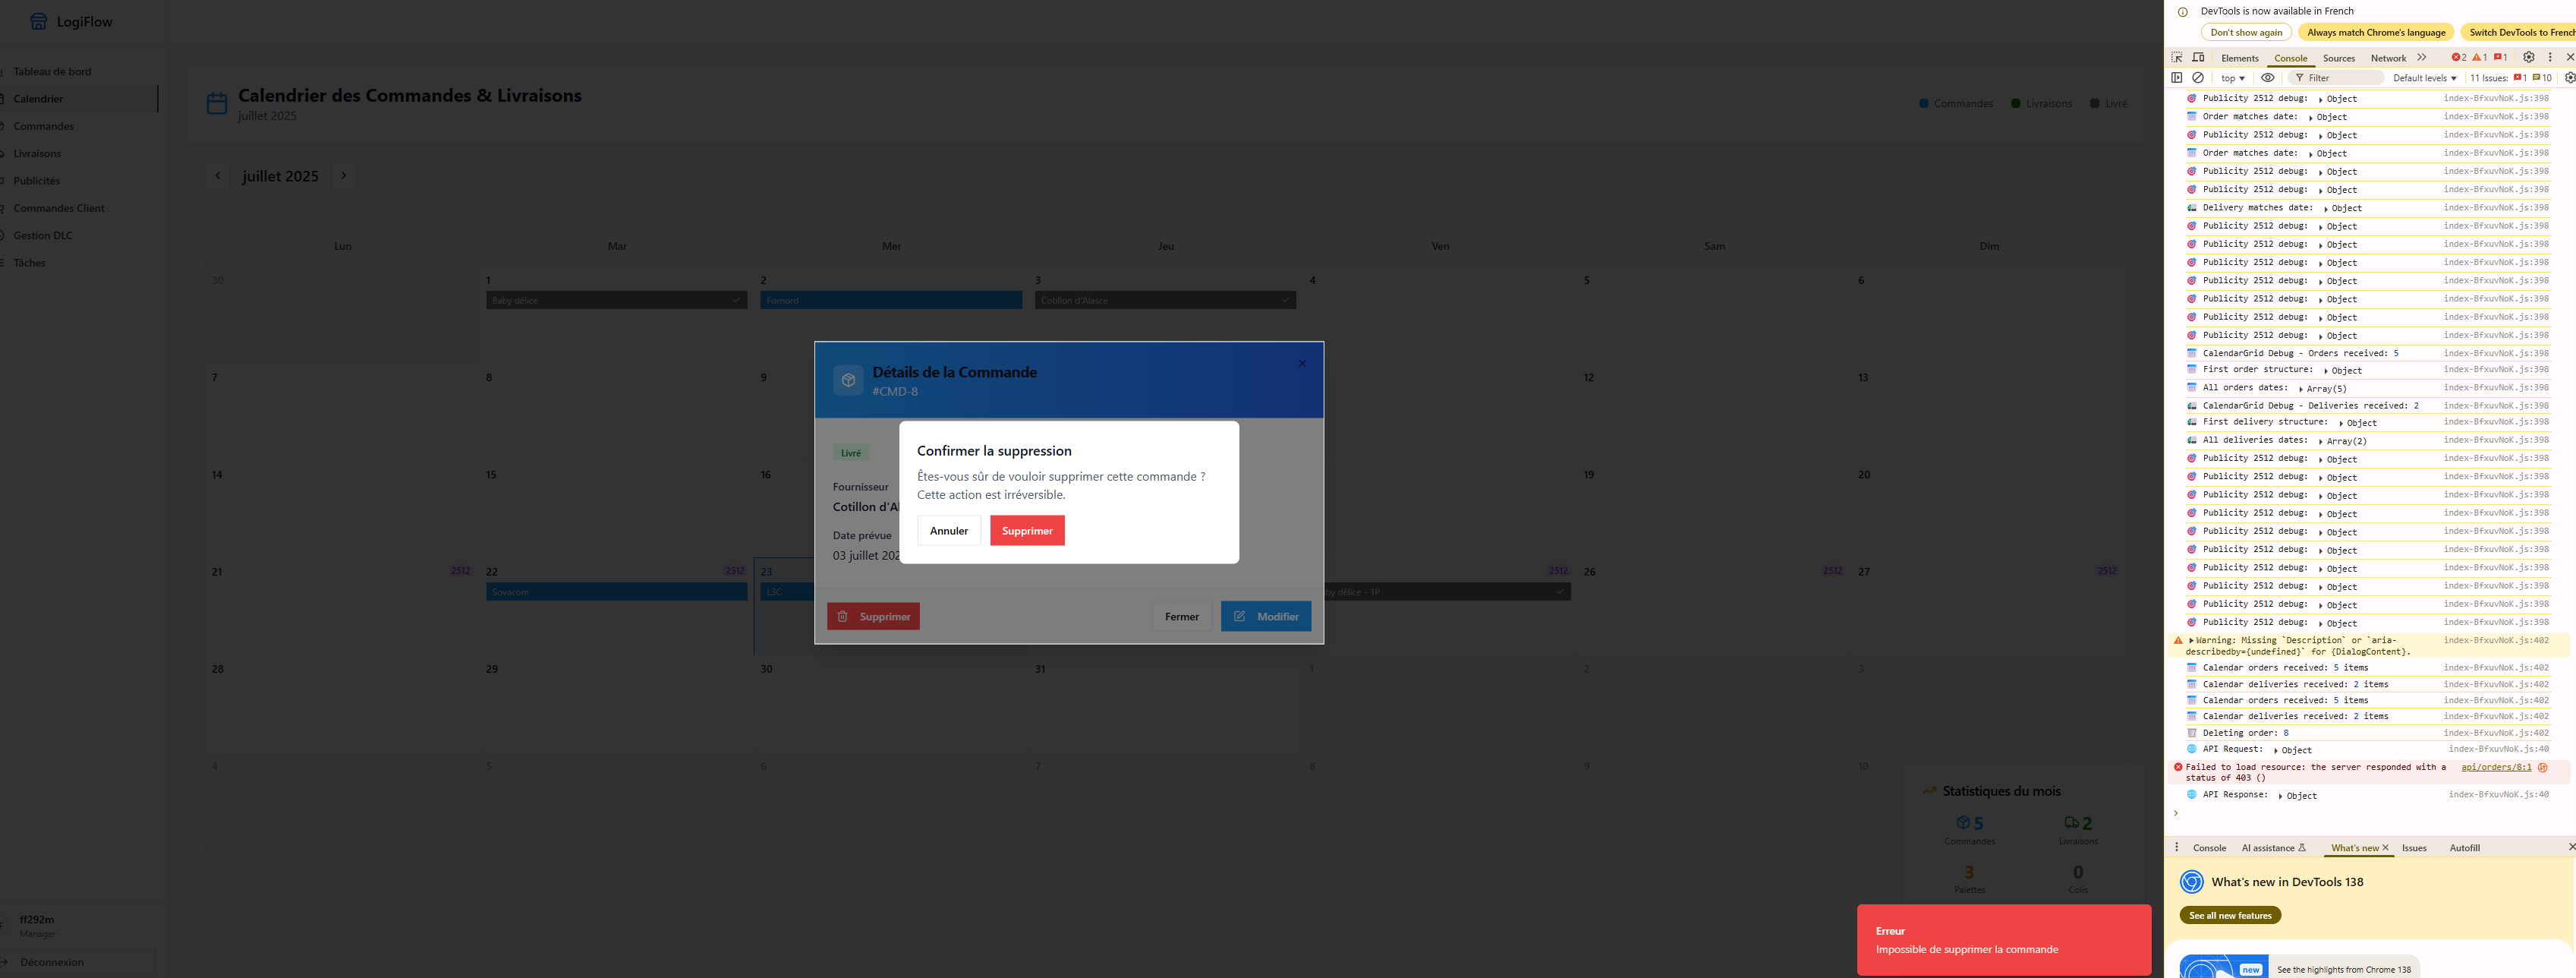 LogiFlow
Tableau de bord
Calendrier
Commandes
Livraisons
Publicités
Commandes Client
Gestion DLC
Tâches
ff292m
Manager
Déconnexion
Calendrier des Commandes & Livraisons
juillet 2025
Commandes
Livraisons
Livré
juillet 2025
Lun Mar Mer Jeu Ven Sam Dim
30 1 2 3 4 5 6
Baby délice
Fornord
Cotillon d'Alasce
7 8 9 12 13
14 15 16 19 20
21 2512 22 2512 23 2512 26 2512 27 2512
Sovacom
L3C
by délice - 1P
28 29 30 31 1 2 3
4 5 6 7 8 9 10
Détails de la Commande
#CMD-8
Livré
Fournisseur
Cotillon d'Al
Date prévue
03 juillet 202
Supprimer
Fermer
Modifier
Confirmer la suppression
Êtes-vous sûr de vouloir supprimer cette commande ?
Cette action est irréversible.
Annuler
Supprimer
Statistiques du mois
5
Commandes
2
Livraisons
3
Palettes
0
Colis
Erreur
Impossible de supprimer la commande
DevTools is now available in French
Don't show again
Always match Chrome's language
Switch DevTools to French
Elements Console Sources Network 2 1 1
top Filter Default levels 11 Issues: 1 10
Publicity 2512 debug: Object index-BfxuvNoK.js:398
Order matches date: Object index-BfxuvNoK.js:398
Publicity 2512 debug: Object index-BfxuvNoK.js:398
Order matches date: Object index-BfxuvNoK.js:398
Publicity 2512 debug: Object index-BfxuvNoK.js:398
Publicity 2512 debug: Object index-BfxuvNoK.js:398
Delivery matches date: Object index-BfxuvNoK.js:398
Publicity 2512 debug: Object index-BfxuvNoK.js:398
Publicity 2512 debug: Object index-BfxuvNoK.js:398
Publicity 2512 debug: Object index-BfxuvNoK.js:398
Publicity 2512 debug: Object index-BfxuvNoK.js:398
Publicity 2512 debug: Object index-BfxuvNoK.js:398
Publicity 2512 debug: Object index-BfxuvNoK.js:398
Publicity 2512 debug: Object index-BfxuvNoK.js:398
CalendarGrid Debug - Orders received: 5 index-BfxuvNoK.js:398
First order structure: Object index-BfxuvNoK.js:398
All orders dates: Array(5) index-BfxuvNoK.js:398
CalendarGrid Debug - Deliveries received: 2 index-BfxuvNoK.js:398
First delivery structure: Object index-BfxuvNoK.js:398
All deliveries dates: Array(2) index-BfxuvNoK.js:398
Publicity 2512 debug: Object index-BfxuvNoK.js:398
Publicity 2512 debug: Object index-BfxuvNoK.js:398
Publicity 2512 debug: Object index-BfxuvNoK.js:398
Publicity 2512 debug: Object index-BfxuvNoK.js:398
Publicity 2512 debug: Object index-BfxuvNoK.js:398
Publicity 2512 debug: Object index-BfxuvNoK.js:398
Publicity 2512 debug: Object index-BfxuvNoK.js:398
Publicity 2512 debug: Object index-BfxuvNoK.js:398
Publicity 2512 debug: Object index-BfxuvNoK.js:398
Publicity 2512 debug: Object index-BfxuvNoK.js:398
Warning: Missing `Description` or `aria- index-BfxuvNoK.js:402
describedby={undefined}` for {DialogContent}.
Calendar orders received: 5 items index-BfxuvNoK.js:402
Calendar deliveries received: 2 items index-BfxuvNoK.js:402
Calendar orders received: 5 items index-BfxuvNoK.js:402
Calendar deliveries received: 2 items index-BfxuvNoK.js:402
Deleting order: 8 index-BfxuvNoK.js:402
API Request: Object index-BfxuvNoK.js:40
Failed to load resource: the server responded with a api/orders/8:1
status of 403 ()
API Response: Object index-BfxuvNoK.js:40
Console AI assistance What's new Issues Autofill
What's new in DevTools 138
See all new features
new
See the highlights from Chrome 138